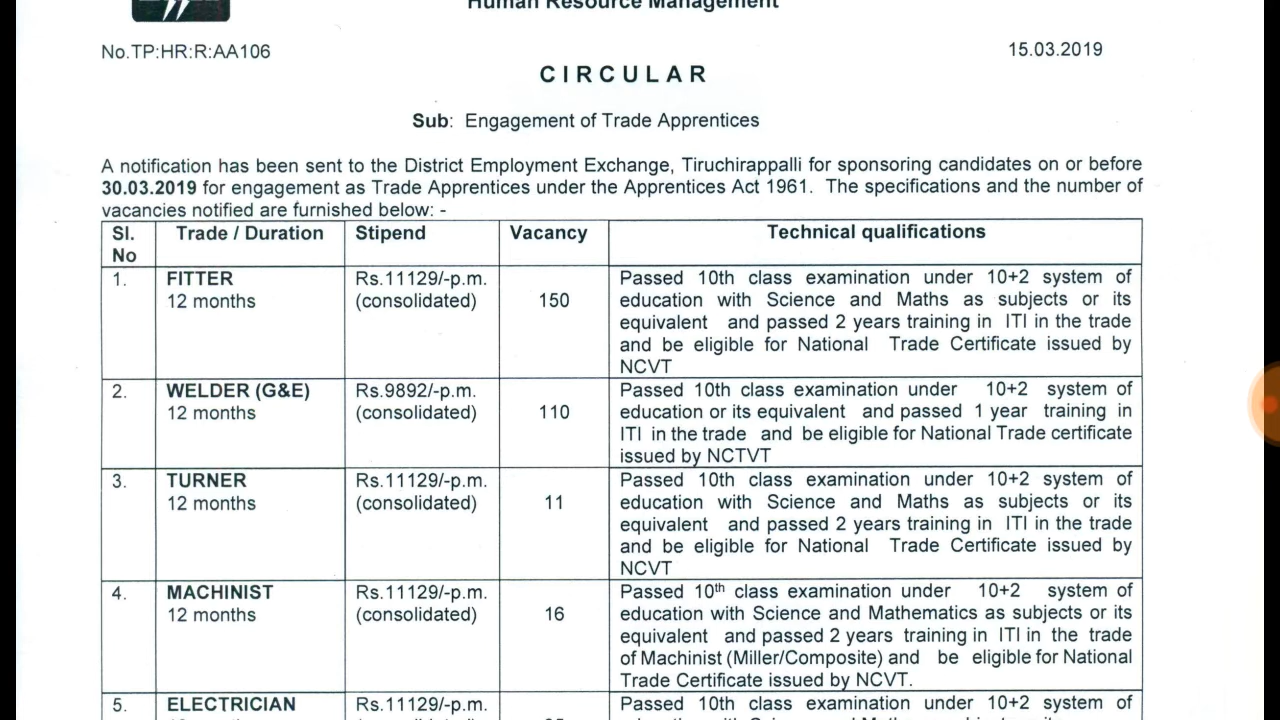 Human Resource Management
No.TP:HR:R:AA106
15.03.2019
CIRCULAR
Sub: Engagement of Trade Apprentices
A notification has been sent to the District Employment Exchange, Tiruchirappalli for sponsoring candidates on or before
30.03.2019 for engagement as Trade Apprentices under the Apprentices Act 1961. The specifications and the number of
vacancies notified are furnished below: -
Sl. No Trade / Duration Stipend Vacancy Technical qualifications
1. FITTER Rs.11129/-p.m. Passed 10th class examination under 10+2 system of
12 months (consolidated) 150 education with Science and Maths as subjects or its
equivalent and passed 2 years training in ITI in the trade
and be eligible for National Trade Certificate issued by
NCVT
2. WELDER (G&E) Rs.9892/-p.m. Passed 10th class examination under 10+2 system of
12 months (consolidated) 110 education or its equivalent and passed 1 year training in
ITI in the trade and be eligible for National Trade certificate
issued by NCTVT
3. TURNER Rs.11129/-p.m. Passed 10th class examination under 10+2 system of
12 months (consolidated) 11 education with Science and Maths as subjects or its
equivalent and passed 2 years training in ITI in the trade
and be eligible for National Trade Certificate issued by
NCVT
4. MACHINIST Rs.11129/-p.m. Passed 10th class examination under 10+2 system of
12 months (consolidated) 16 education with Science and Mathematics as subjects or its
equivalent and passed 2 years training in ITI in the trade
of Machinist (Miller/Composite) and be eligible for National
Trade Certificate issued by NCVT.
5. ELECTRICIAN Rs.11129/-p.m. Passed 10th class examination under 10+2 system of